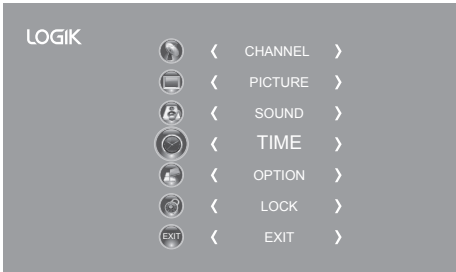 LOGIK
CHANNEL
PICTURE
SOUND
TIME
OPTION
LOCK
EXIT EXIT